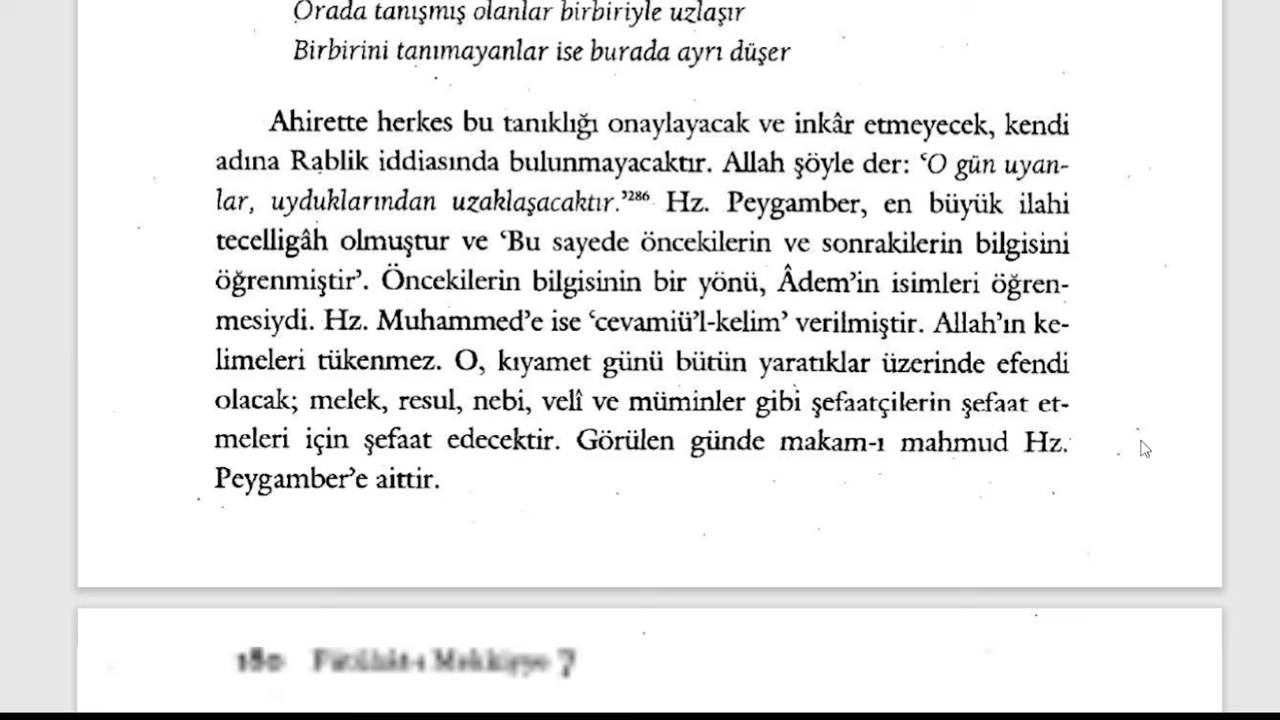 Orada tanışmış olanlar birbiriyle uzlaşır
Birbirini tanımayanlar ise burada ayrı düşer
Ahirette herkes bu tanıklığı onaylayacak ve inkâr etmeyecek, kendi
adına Rablik iddiasında bulunmayacaktır. Allah şöyle der: ‘O gün uyan-
lar, uyduklarından uzaklaşacaktır.’²⁸⁶ Hz. Peygamber, en büyük ilahi
tecelligâh olmuştur ve ‘Bu sayede öncekilerin ve sonrakilerin bilgisini
öğrenmiştir’. Öncekilerin bilgisinin bir yönü, Âdem’in isimleri öğren-
mesiydi. Hz. Muhammed’e ise ‘cevamiü’l-kelim’ verilmiştir. Allah’ın ke-
limeleri tükenmez. O, kıyamet günü bütün yaratıklar üzerinde efendi
olacak; melek, resul, nebi, velî ve müminler gibi şefaatçilerin şefaat et-
meleri için şefaat edecektir. Görülen günde makam-ı mahmud Hz.
Peygamber’e aittir.
180 Fütûhât-ı Mekkiyye 7